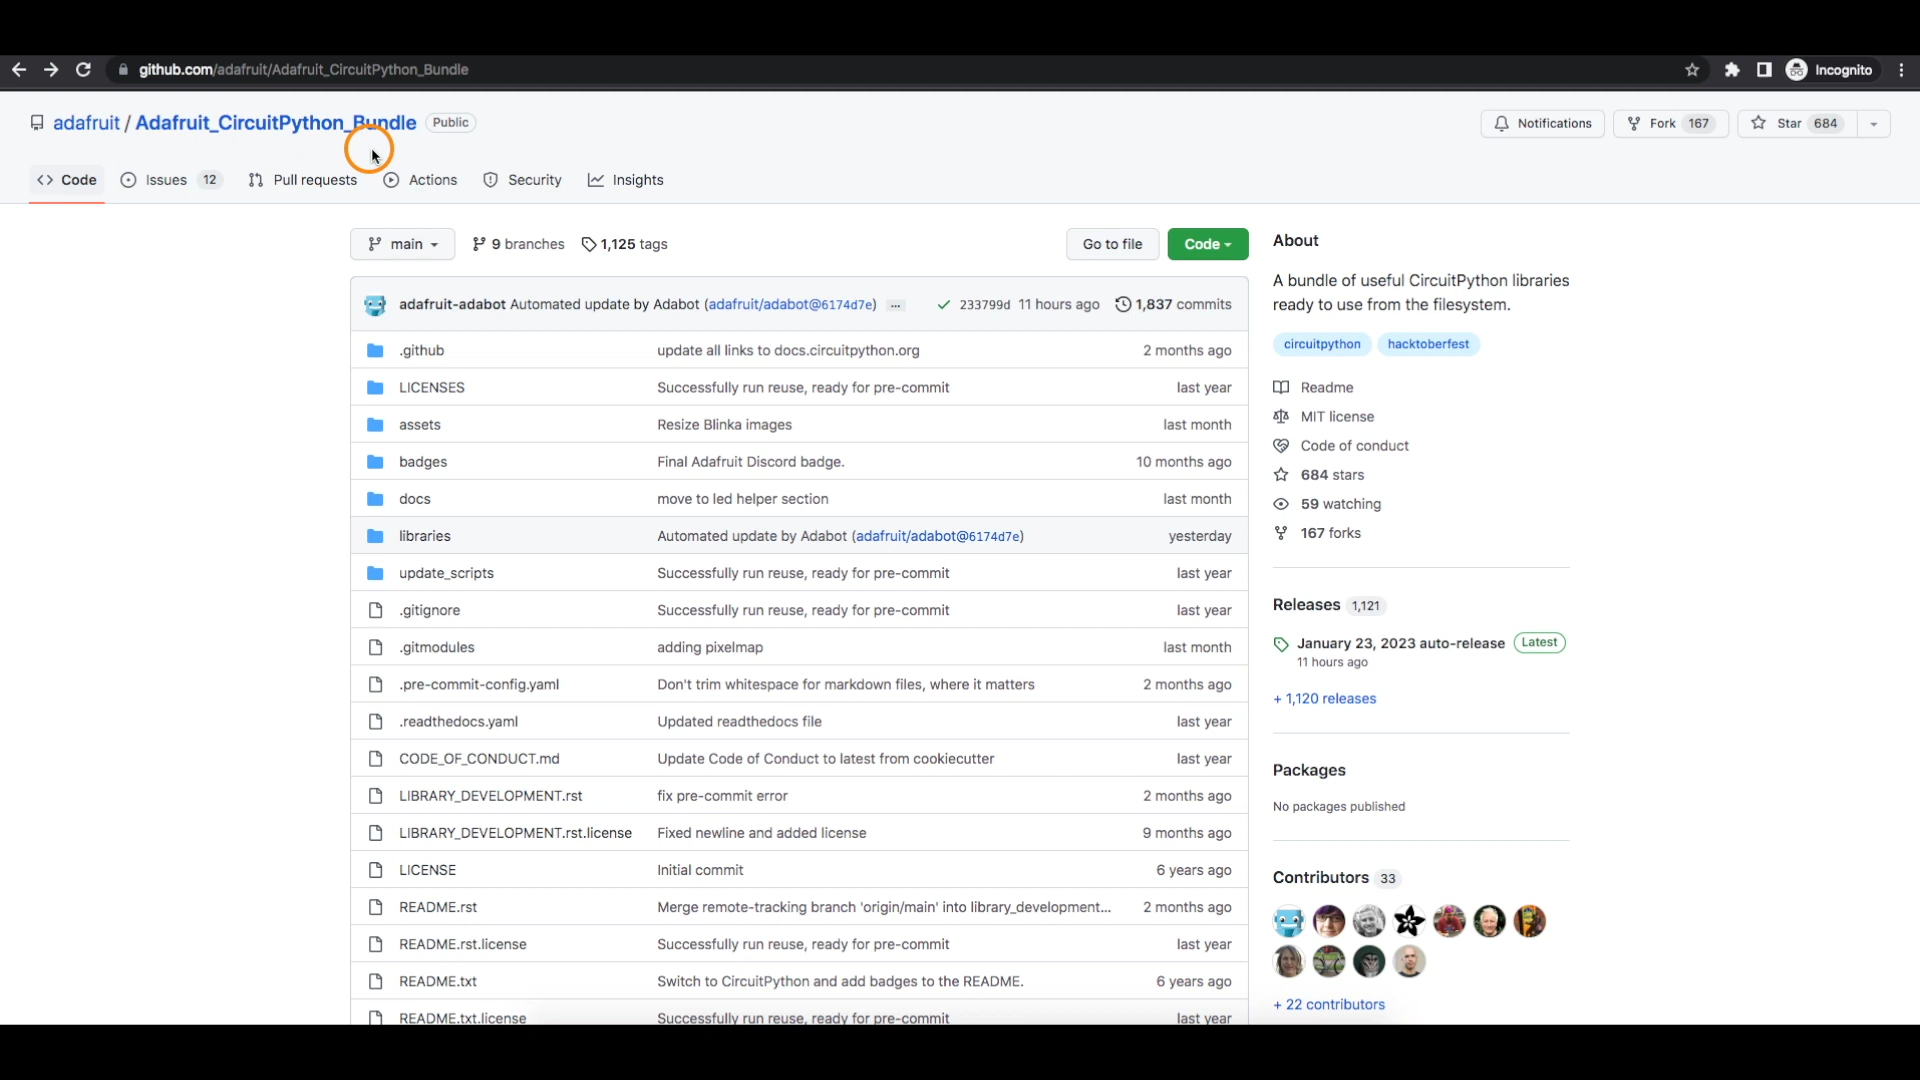 github.com/adafruit/Adafruit_CircuitPython_Bundle
Incognito
adafruit / Adafruit_CircuitPython_Bundle Public
Notifications Fork 167 Star 684
Code Issues 12 Pull requests Actions Security Insights
main 9 branches 1,125 tags Go to file Code
adafruit-adabot Automated update by Adabot (adafruit/adabot@6174d7e) ... 233799d 11 hours ago 1,837 commits
.github update all links to docs.circuitpython.org 2 months ago
LICENSES Successfully run reuse, ready for pre-commit last year
assets Resize Blinka images last month
badges Final Adafruit Discord badge. 10 months ago
docs move to led helper section last month
libraries Automated update by Adabot (adafruit/adabot@6174d7e) yesterday
update_scripts Successfully run reuse, ready for pre-commit last year
.gitignore Successfully run reuse, ready for pre-commit last year
.gitmodules adding pixelmap last month
.pre-commit-config.yaml Don't trim whitespace for markdown files, where it matters 2 months ago
.readthedocs.yaml Updated readthedocs file last year
CODE_OF_CONDUCT.md Update Code of Conduct to latest from cookiecutter last year
LIBRARY_DEVELOPMENT.rst fix pre-commit error 2 months ago
LIBRARY_DEVELOPMENT.rst.license Fixed newline and added license 9 months ago
LICENSE Initial commit 6 years ago
README.rst Merge remote-tracking branch 'origin/main' into library_development... 2 months ago
README.rst.license Successfully run reuse, ready for pre-commit last year
README.txt Switch to CircuitPython and add badges to the README. 6 years ago
README.txt.license Successfully run reuse, ready for pre-commit last year
About
A bundle of useful CircuitPython libraries
ready to use from the filesystem.
circuitpython hacktoberfest
Readme
MIT license
Code of conduct
684 stars
59 watching
167 forks
Releases 1,121
January 23, 2023 auto-release Latest
11 hours ago
+ 1,120 releases
Packages
No packages published
Contributors 33
+ 22 contributors